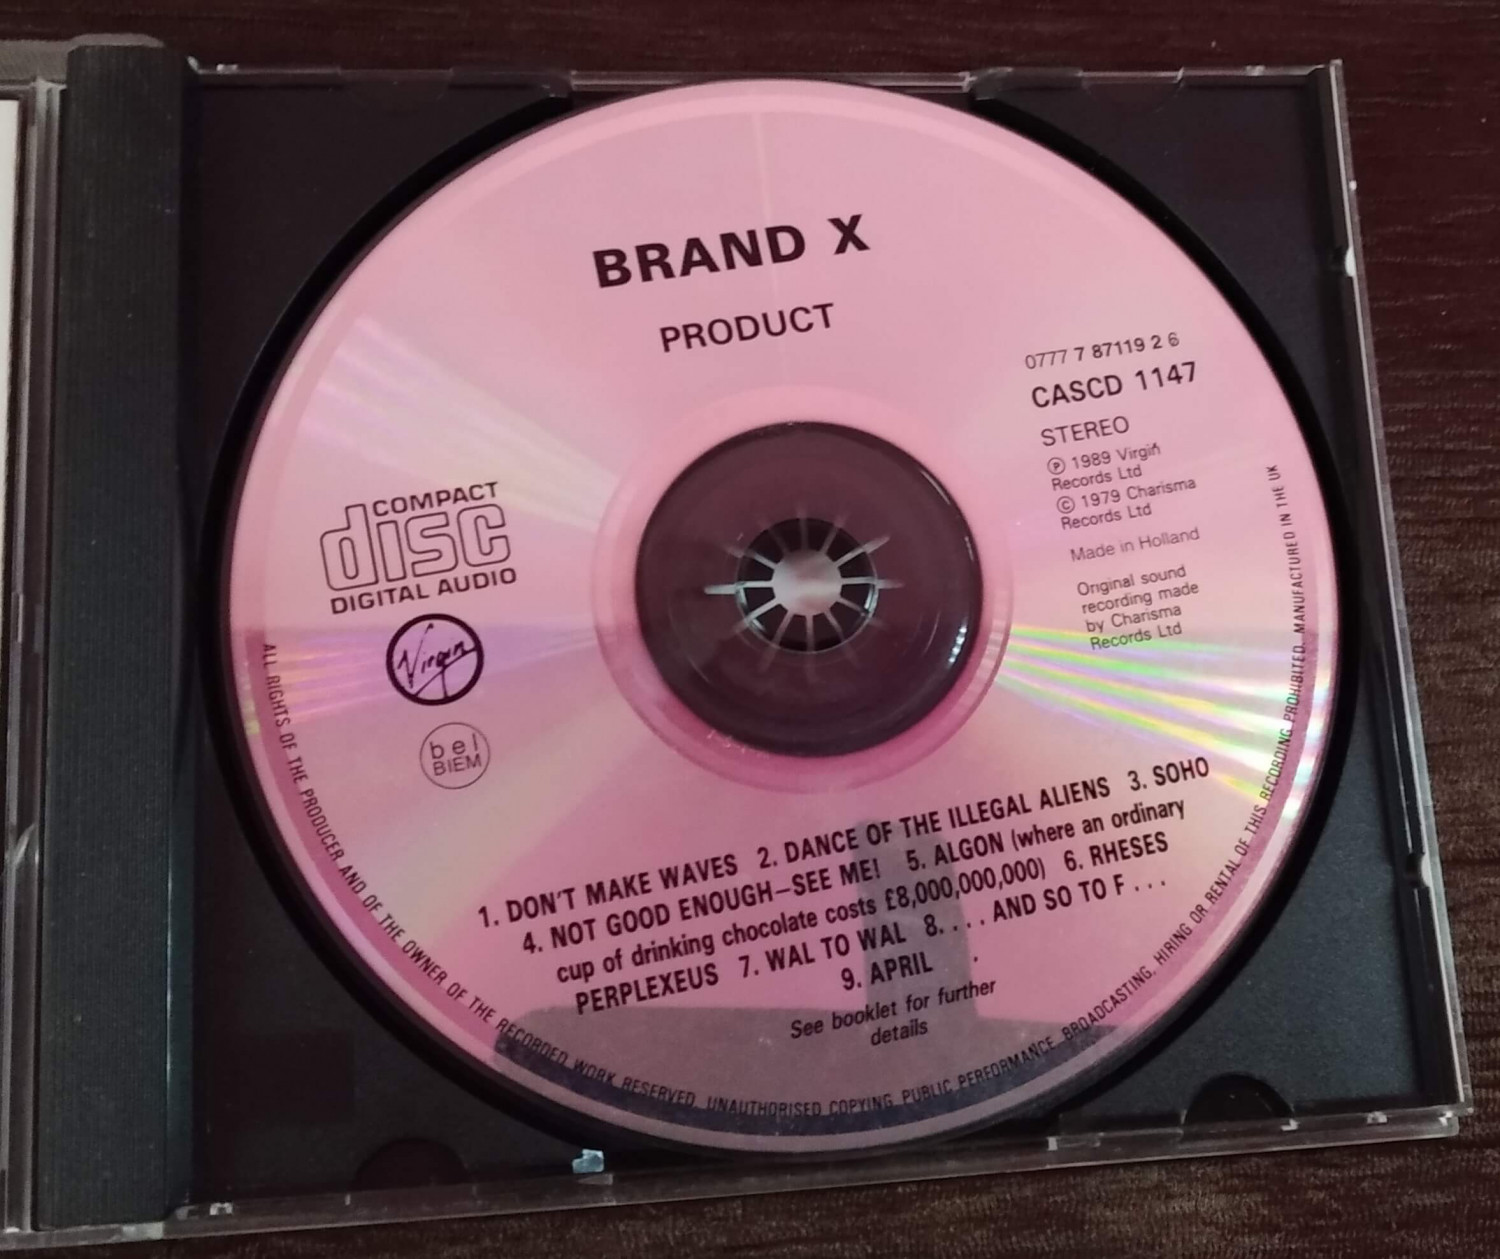 BRAND X
PRODUCT
0777 7 87119 2 6
CASCD 1147
STEREO
Ⓟ 1989 Virgin
Records Ltd
© 1979 Charisma
Records Ltd
Made in Holland
Original sound
recording made
by Charisma
Records Ltd
COMPACT
disc
DIGITAL AUDIO
Virgin
bel
BIEM
1. DON'T MAKE WAVES 2. DANCE OF THE ILLEGAL ALIENS 3. SOHO
4. NOT GOOD ENOUGH–SEE ME! 5. ALGON (where an ordinary
cup of drinking chocolate costs £8,000,000,000) 6. RHESES
PERPLEXEUS 7. WAL TO WAL 8. . . . AND SO TO F . . .
9. APRIL
See booklet for further
details
ALL RIGHTS OF THE PRODUCER AND OF THE OWNER OF THE RECORDED WORK RESERVED. UNAUTHORISED COPYING, PUBLIC PERFORMANCE, BROADCASTING, HIRING OR RENTAL OF THIS RECORDING PROHIBITED. MANUFACTURED IN THE UK